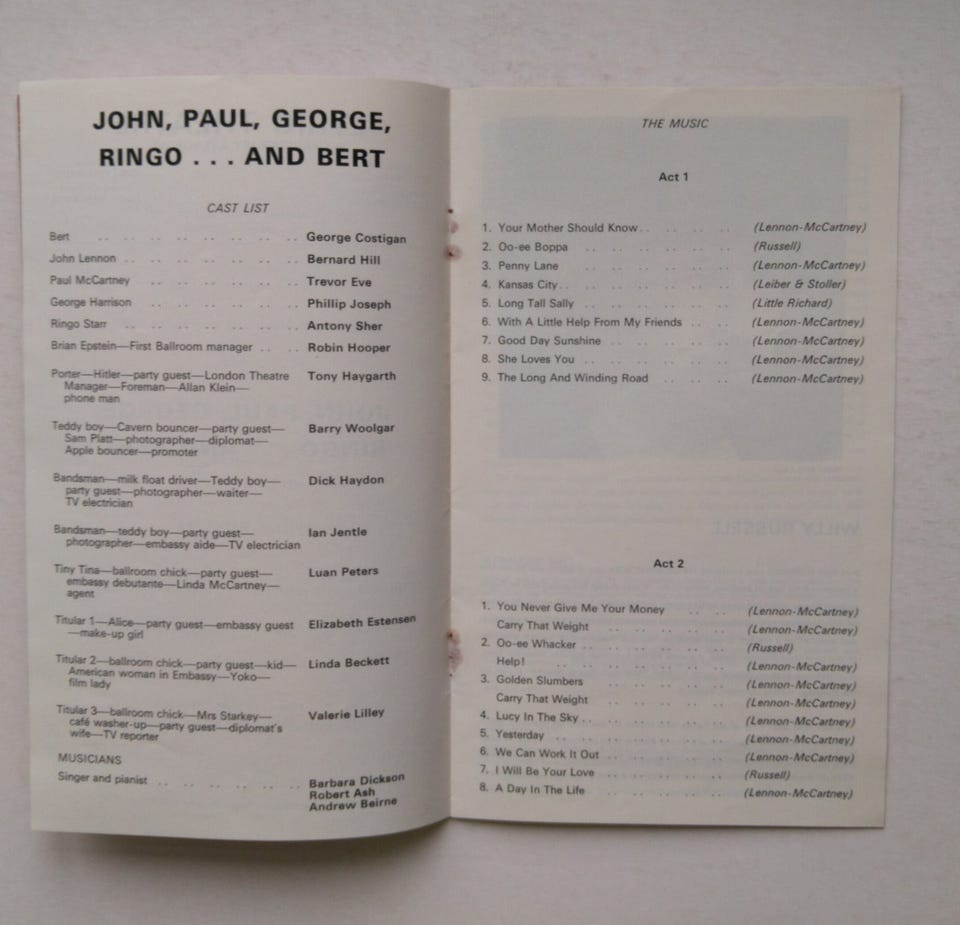 JOHN, PAUL, GEORGE,
RINGO . . . AND BERT
CAST LIST
Bert .. .. .. .. .. .. .. .. George Costigan
John Lennon .. .. .. .. .. .. .. Bernard Hill
Paul McCartney .. .. .. .. .. .. Trevor Eve
George Harrison .. .. .. .. .. .. Phillip Joseph
Ringo Starr .. .. .. .. .. .. .. Antony Sher
Brian Epstein—First Ballroom manager .. .. Robin Hooper
Porter—Hitler—party guest—London Theatre Tony Haygarth
Manager—Foreman—Allan Klein—
phone man
Teddy boy—Cavern bouncer—party guest— Barry Woolgar
Sam Platt—photographer—diplomat—
Apple bouncer—promoter
Bandsman—milk float driver—Teddy boy— Dick Haydon
party guest—photographer—waiter—
TV electrician
Bandsman—teddy boy—party guest— Ian Jentle
photographer—embassy aide—TV electrician
Tiny Tina—ballroom chick—party guest— Luan Peters
embassy debutante—Linda McCartney—
agent
Titular 1—Alice—party guest—embassy guest Elizabeth Estensen
—make-up girl
Titular 2—ballroom chick—party guest—kid— Linda Beckett
American woman in Embassy—Yoko—
film lady
Titular 3—ballroom chick—Mrs Starkey— Valerie Lilley
café washer-up—party guest—diplomat's
wife—TV reporter
MUSICIANS
Singer and pianist .. .. .. .. .. .. Barbara Dickson
Robert Ash
Andrew Beirne
THE MUSIC
Act 1
1. Your Mother Should Know .. .. .. .. (Lennon-McCartney)
2. Oo-ee Boppa .. .. .. .. .. (Russell)
3. Penny Lane .. .. .. .. .. (Lennon-McCartney)
4. Kansas City .. .. .. .. .. .. (Leiber & Stoller)
5. Long Tall Sally .. .. .. .. .. (Little Richard)
6. With A Little Help From My Friends .. .. (Lennon-McCartney)
7. Good Day Sunshine .. .. .. .. (Lennon-McCartney)
8. She Loves You .. .. .. .. .. (Lennon-McCartney)
9. The Long And Winding Road .. .. .. (Lennon-McCartney)
Act 2
1. You Never Give Me Your Money .. .. (Lennon-McCartney)
Carry That Weight .. .. .. .. (Lennon-McCartney)
2. Oo-ee Whacker .. .. .. .. .. (Russell)
Help! .. .. .. .. .. .. (Lennon-McCartney)
3. Golden Slumbers .. .. .. .. (Lennon-McCartney)
Carry That Weight .. .. .. .. (Lennon-McCartney)
4. Lucy In The Sky .. .. .. .. .. (Lennon-McCartney)
5. Yesterday .. .. .. .. .. (Lennon-McCartney)
6. We Can Work It Out .. .. .. .. (Lennon-McCartney)
7. I Will Be Your Love .. .. .. .. (Russell)
8. A Day In The Life .. .. .. .. (Lennon-McCartney)